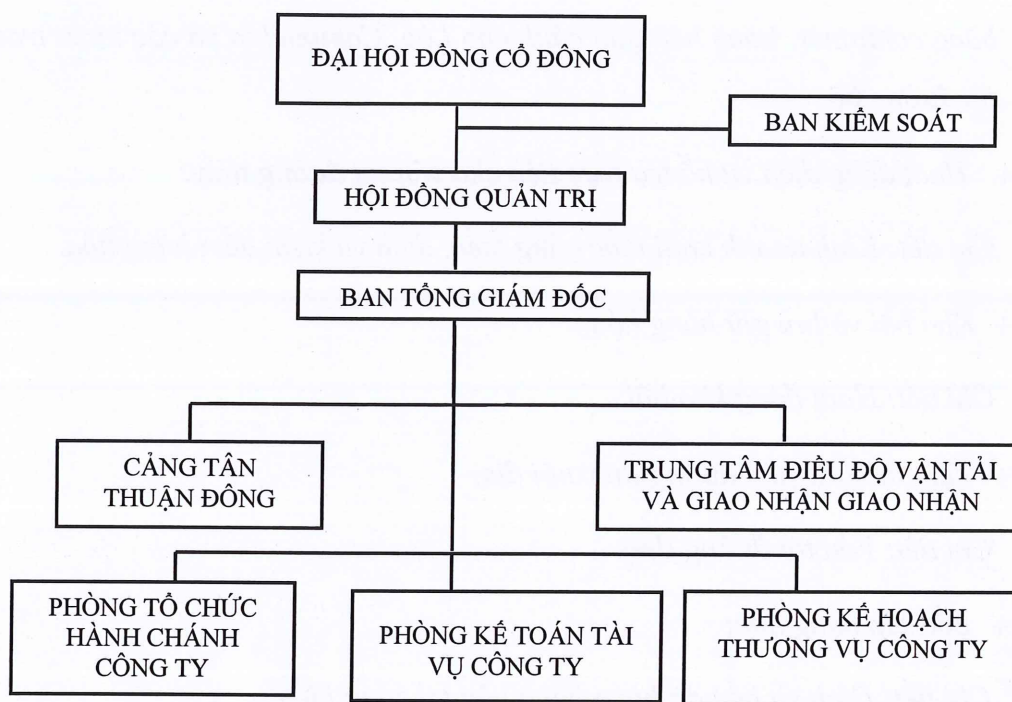 ĐẠI HỘI ĐỒNG CỔ ĐÔNG
BAN KIỂM SOÁT
HỘI ĐỒNG QUẢN TRỊ
BAN TỔNG GIÁM ĐỐC
CẢNG TÂN
THUẬN ĐÔNG
TRUNG TÂM ĐIỀU ĐỘ VẬN TẢI
VÀ GIAO NHẬN GIAO NHẬN
PHÒNG TỔ CHỨC
HÀNH CHÁNH
CÔNG TY
PHÒNG KẾ TOÁN TÀI
VỤ CÔNG TY
PHÒNG KẾ HOẠCH
THƯƠNG VỤ CÔNG TY